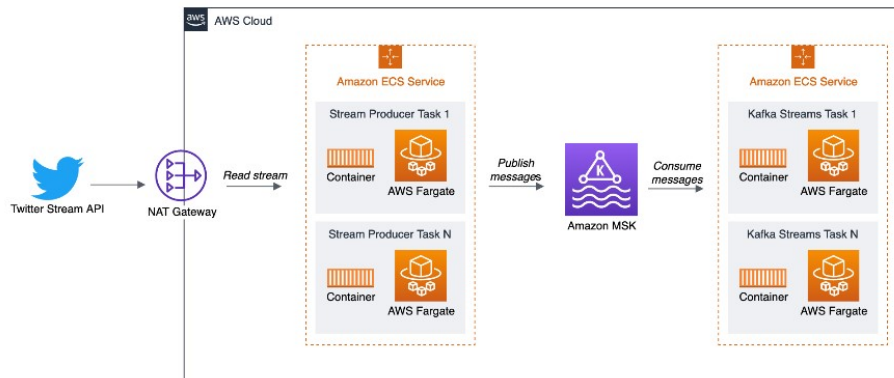 aws
AWS Cloud
Amazon ECS Service
Amazon ECS Service
Stream Producer Task 1
Kafka Streams Task 1
Container
AWS Fargate
Container
AWS Fargate
Twitter Stream API
NAT Gateway
Read stream
Publish
messages
K
Amazon MSK
Consume
messages
Stream Producer Task N
Kafka Streams Task N
Container
AWS Fargate
Container
AWS Fargate